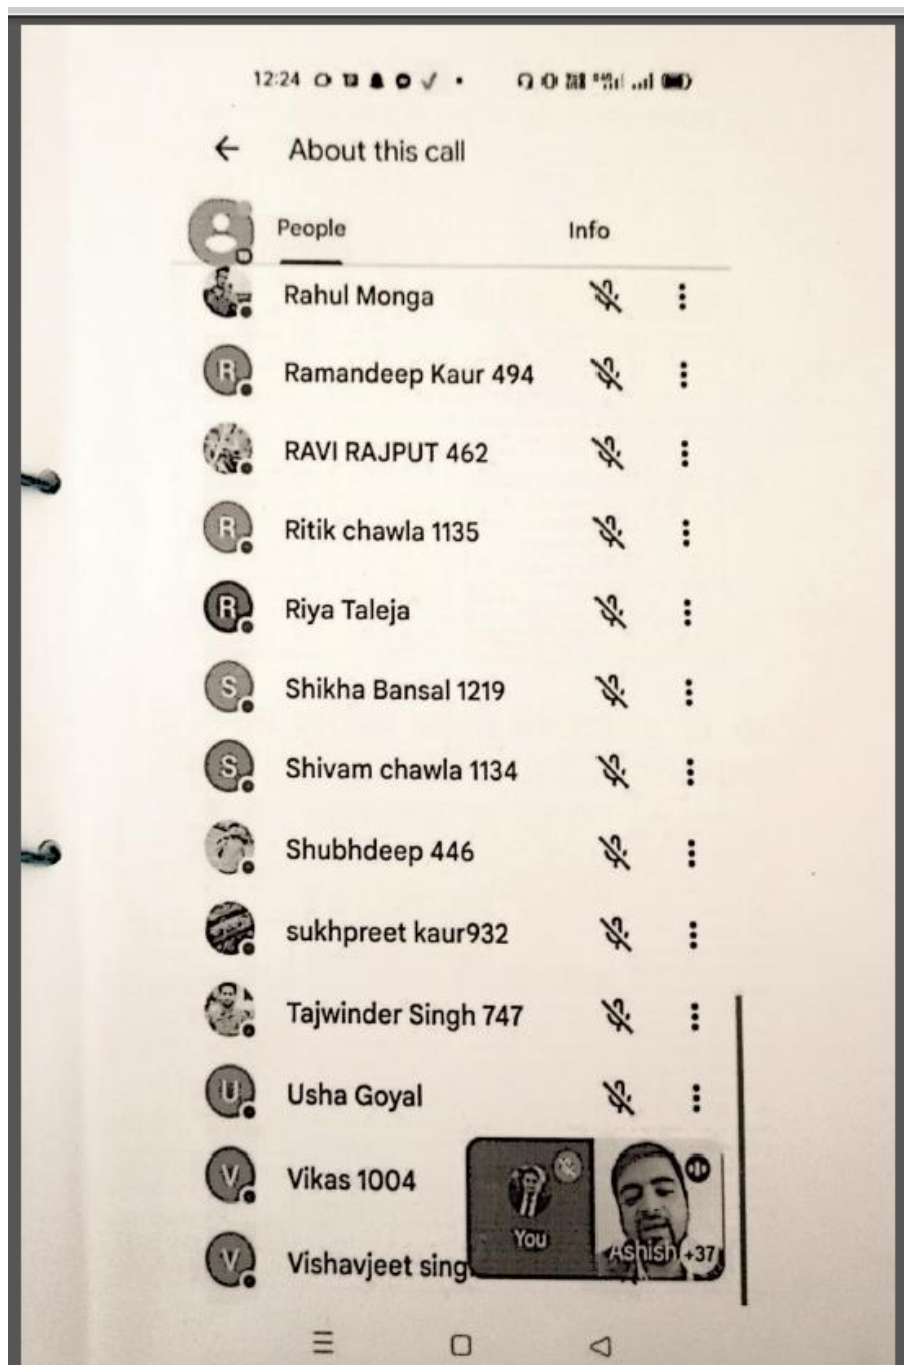 12:24
About this call
People Info
Rahul Monga
R Ramandeep Kaur 494
RAVI RAJPUT 462
R Ritik chawla 1135
R Riya Taleja
S Shikha Bansal 1219
S Shivam chawla 1134
Shubhdeep 446
sukhpreet kaur932
Tajwinder Singh 747
U Usha Goyal
V Vikas 1004
V Vishavjeet sing
You Ashish +37